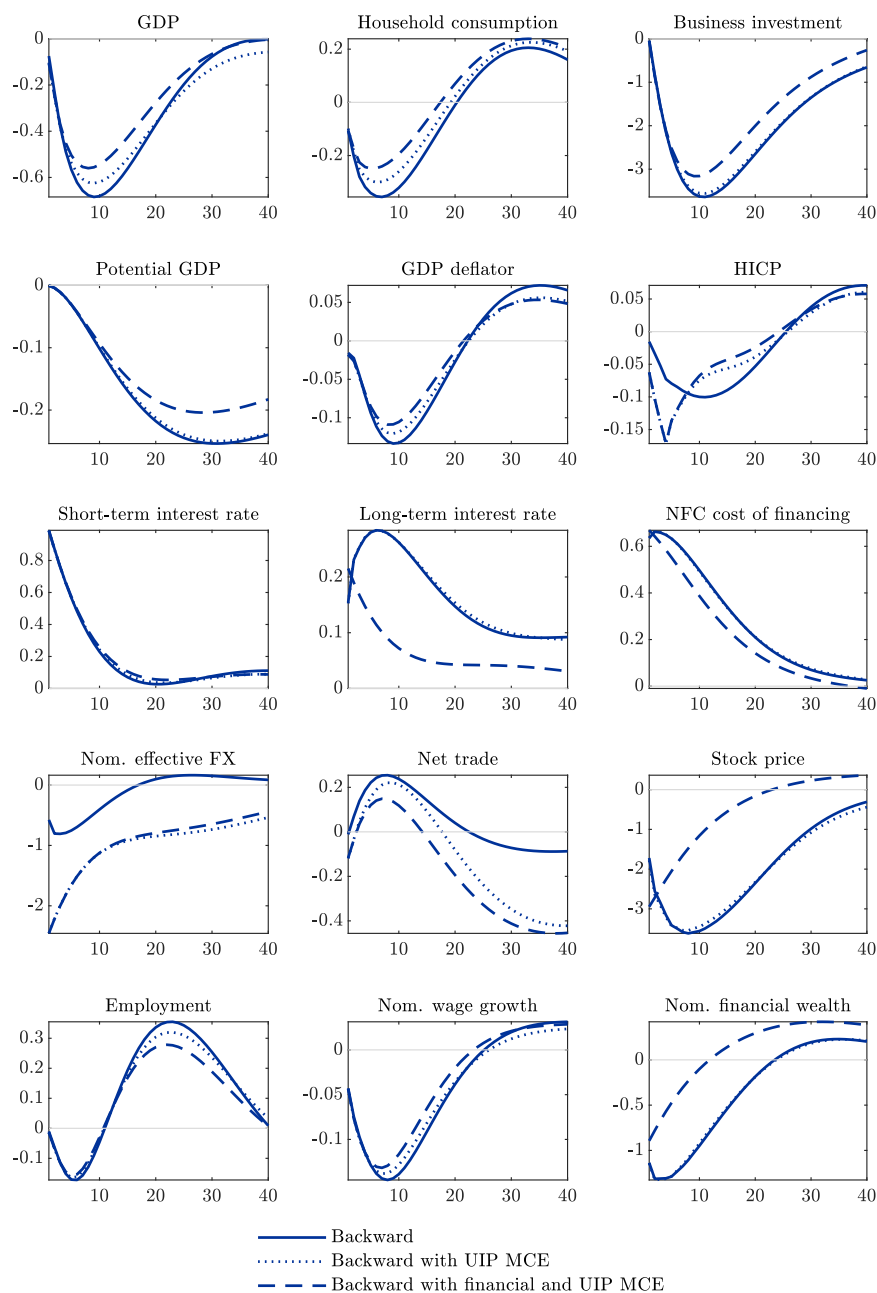 GDP
Household consumption
Business investment
0
-0.2
-0.4
-0.6
10 20 30 40
0.2
0
-0.2
10 20 30 40
0
-1
-2
-3
10 20 30 40
Potential GDP
GDP deflator
HICP
0
-0.1
-0.2
10 20 30 40
0.05
0
-0.05
-0.1
10 20 30 40
0.05
0
-0.05
-0.1
-0.15
10 20 30 40
Short-term interest rate
Long-term interest rate
NFC cost of financing
0.8
0.6
0.4
0.2
0
10 20 30 40
0.2
0.1
0
10 20 30 40
0.6
0.4
0.2
0
10 20 30 40
Nom. effective FX
Net trade
Stock price
0
-1
-2
10 20 30 40
0.2
0
-0.2
-0.4
10 20 30 40
0
-1
-2
-3
10 20 30 40
Employment
Nom. wage growth
Nom. financial wealth
0.3
0.2
0.1
0
-0.1
10 20 30 40
0
-0.05
-0.1
10 20 30 40
0
-0.5
-1
10 20 30 40
Backward
Backward with UIP MCE
Backward with financial and UIP MCE